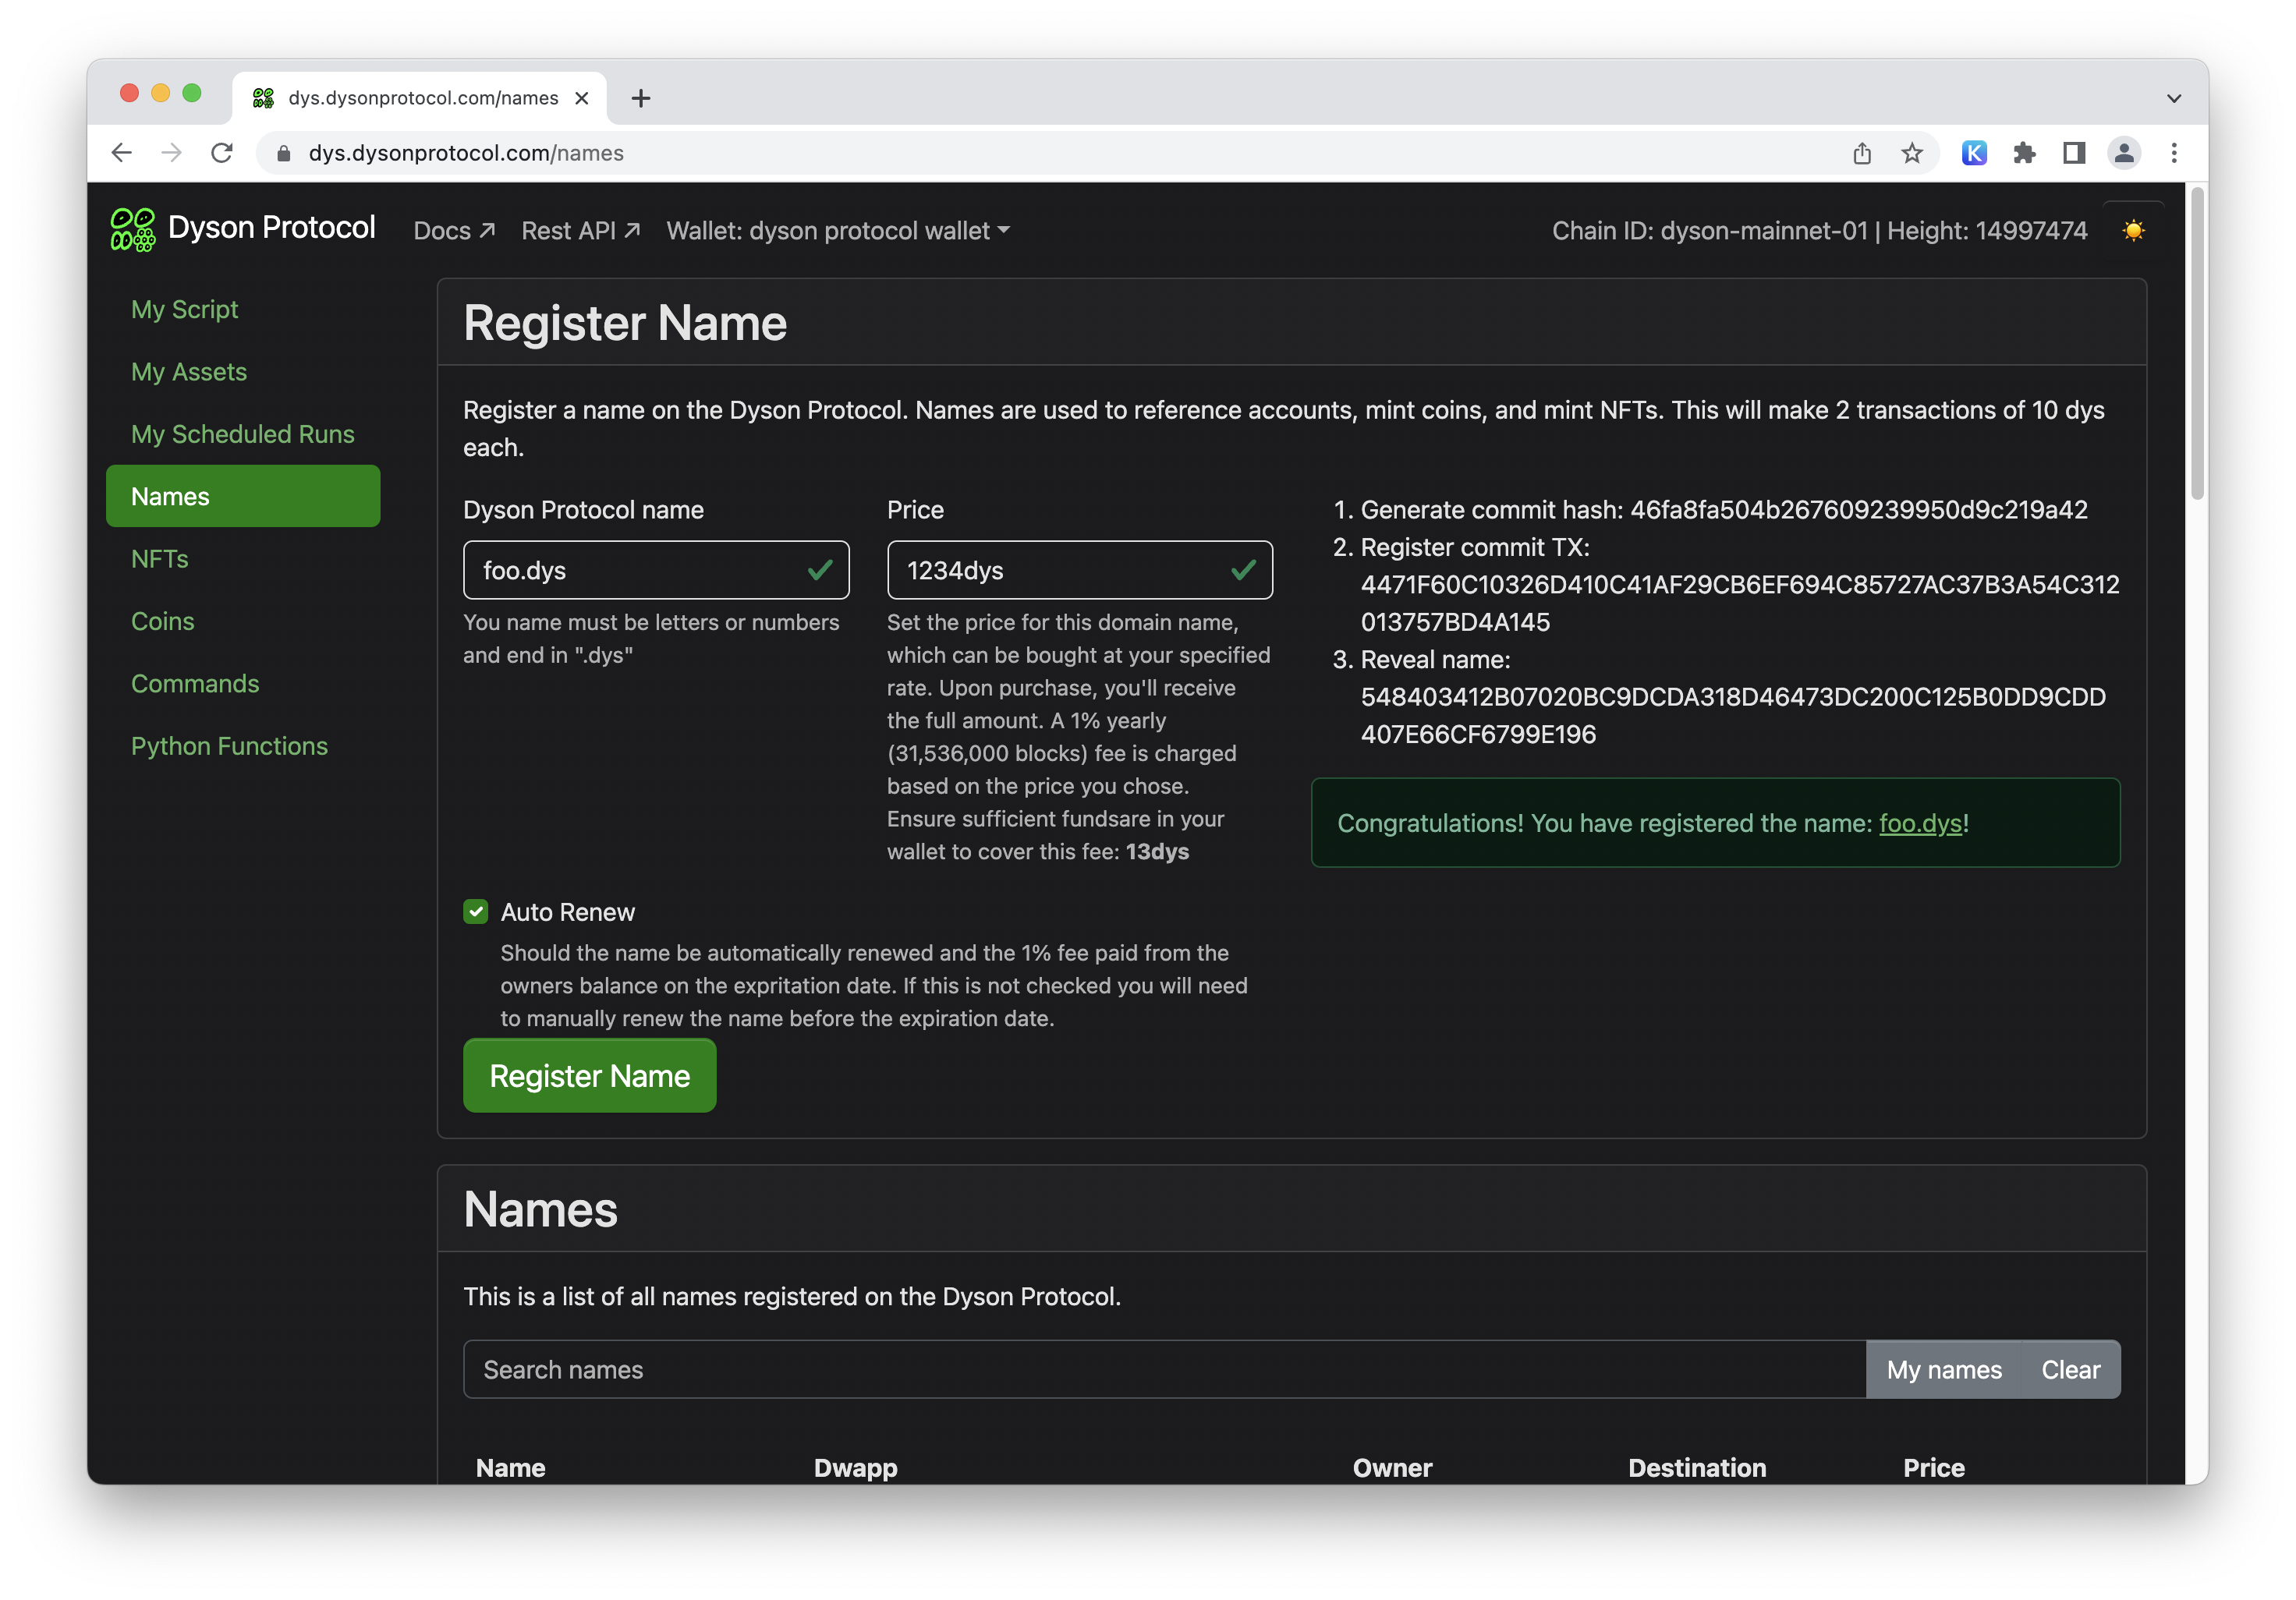 dys.dysonprotocol.com/names
dys.dysonprotocol.com/names
K
Dyson Protocol
Docs ↗ Rest API ↗ Wallet: dyson protocol wallet
Chain ID: dyson-mainnet-01 | Height: 14997474
My Script
My Assets
My Scheduled Runs
Names
NFTs
Coins
Commands
Python Functions
Register Name
Register a name on the Dyson Protocol. Names are used to reference accounts, mint coins, and mint NFTs. This will make 2 transactions of 10 dys
each.
Dyson Protocol name
foo.dys
You name must be letters or numbers
and end in ".dys"
Price
1234dys
Set the price for this domain name,
which can be bought at your specified
rate. Upon purchase, you'll receive
the full amount. A 1% yearly
(31,536,000 blocks) fee is charged
based on the price you chose.
Ensure sufficient fundsare in your
wallet to cover this fee: 13dys
1. Generate commit hash: 46fa8fa504b267609239950d9c219a42
2. Register commit TX:
4471F60C10326D410C41AF29CB6EF694C85727AC37B3A54C312
013757BD4A145
3. Reveal name:
548403412B07020BC9DCDA318D46473DC200C125B0DD9CDD
407E66CF6799E196
Congratulations! You have registered the name: foo.dys!
Auto Renew
Should the name be automatically renewed and the 1% fee paid from the
owners balance on the expritation date. If this is not checked you will need
to manually renew the name before the expiration date.
Register Name
Names
This is a list of all names registered on the Dyson Protocol.
Search names
My names
Clear
Name Dwapp Owner Destination Price